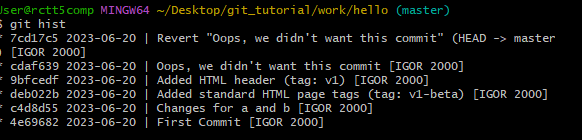 User@rctt5comp MINGW64 ~/Desktop/git_tutorial/work/hello (master)
$ git hist
* 7cd17c5 2023-06-20 | Revert "Oops, we didn't want this commit" (HEAD -> master
) [IGOR 2000]
* cdaf639 2023-06-20 | Oops, we didn't want this commit [IGOR 2000]
* 9bfcedf 2023-06-20 | Added HTML header (tag: v1) [IGOR 2000]
* deb022b 2023-06-20 | Added standard HTML page tags (tag: v1-beta) [IGOR 2000]
* c4d8d55 2023-06-20 | Changes for a and b [IGOR 2000]
* 4e69682 2023-06-20 | First Commit [IGOR 2000]